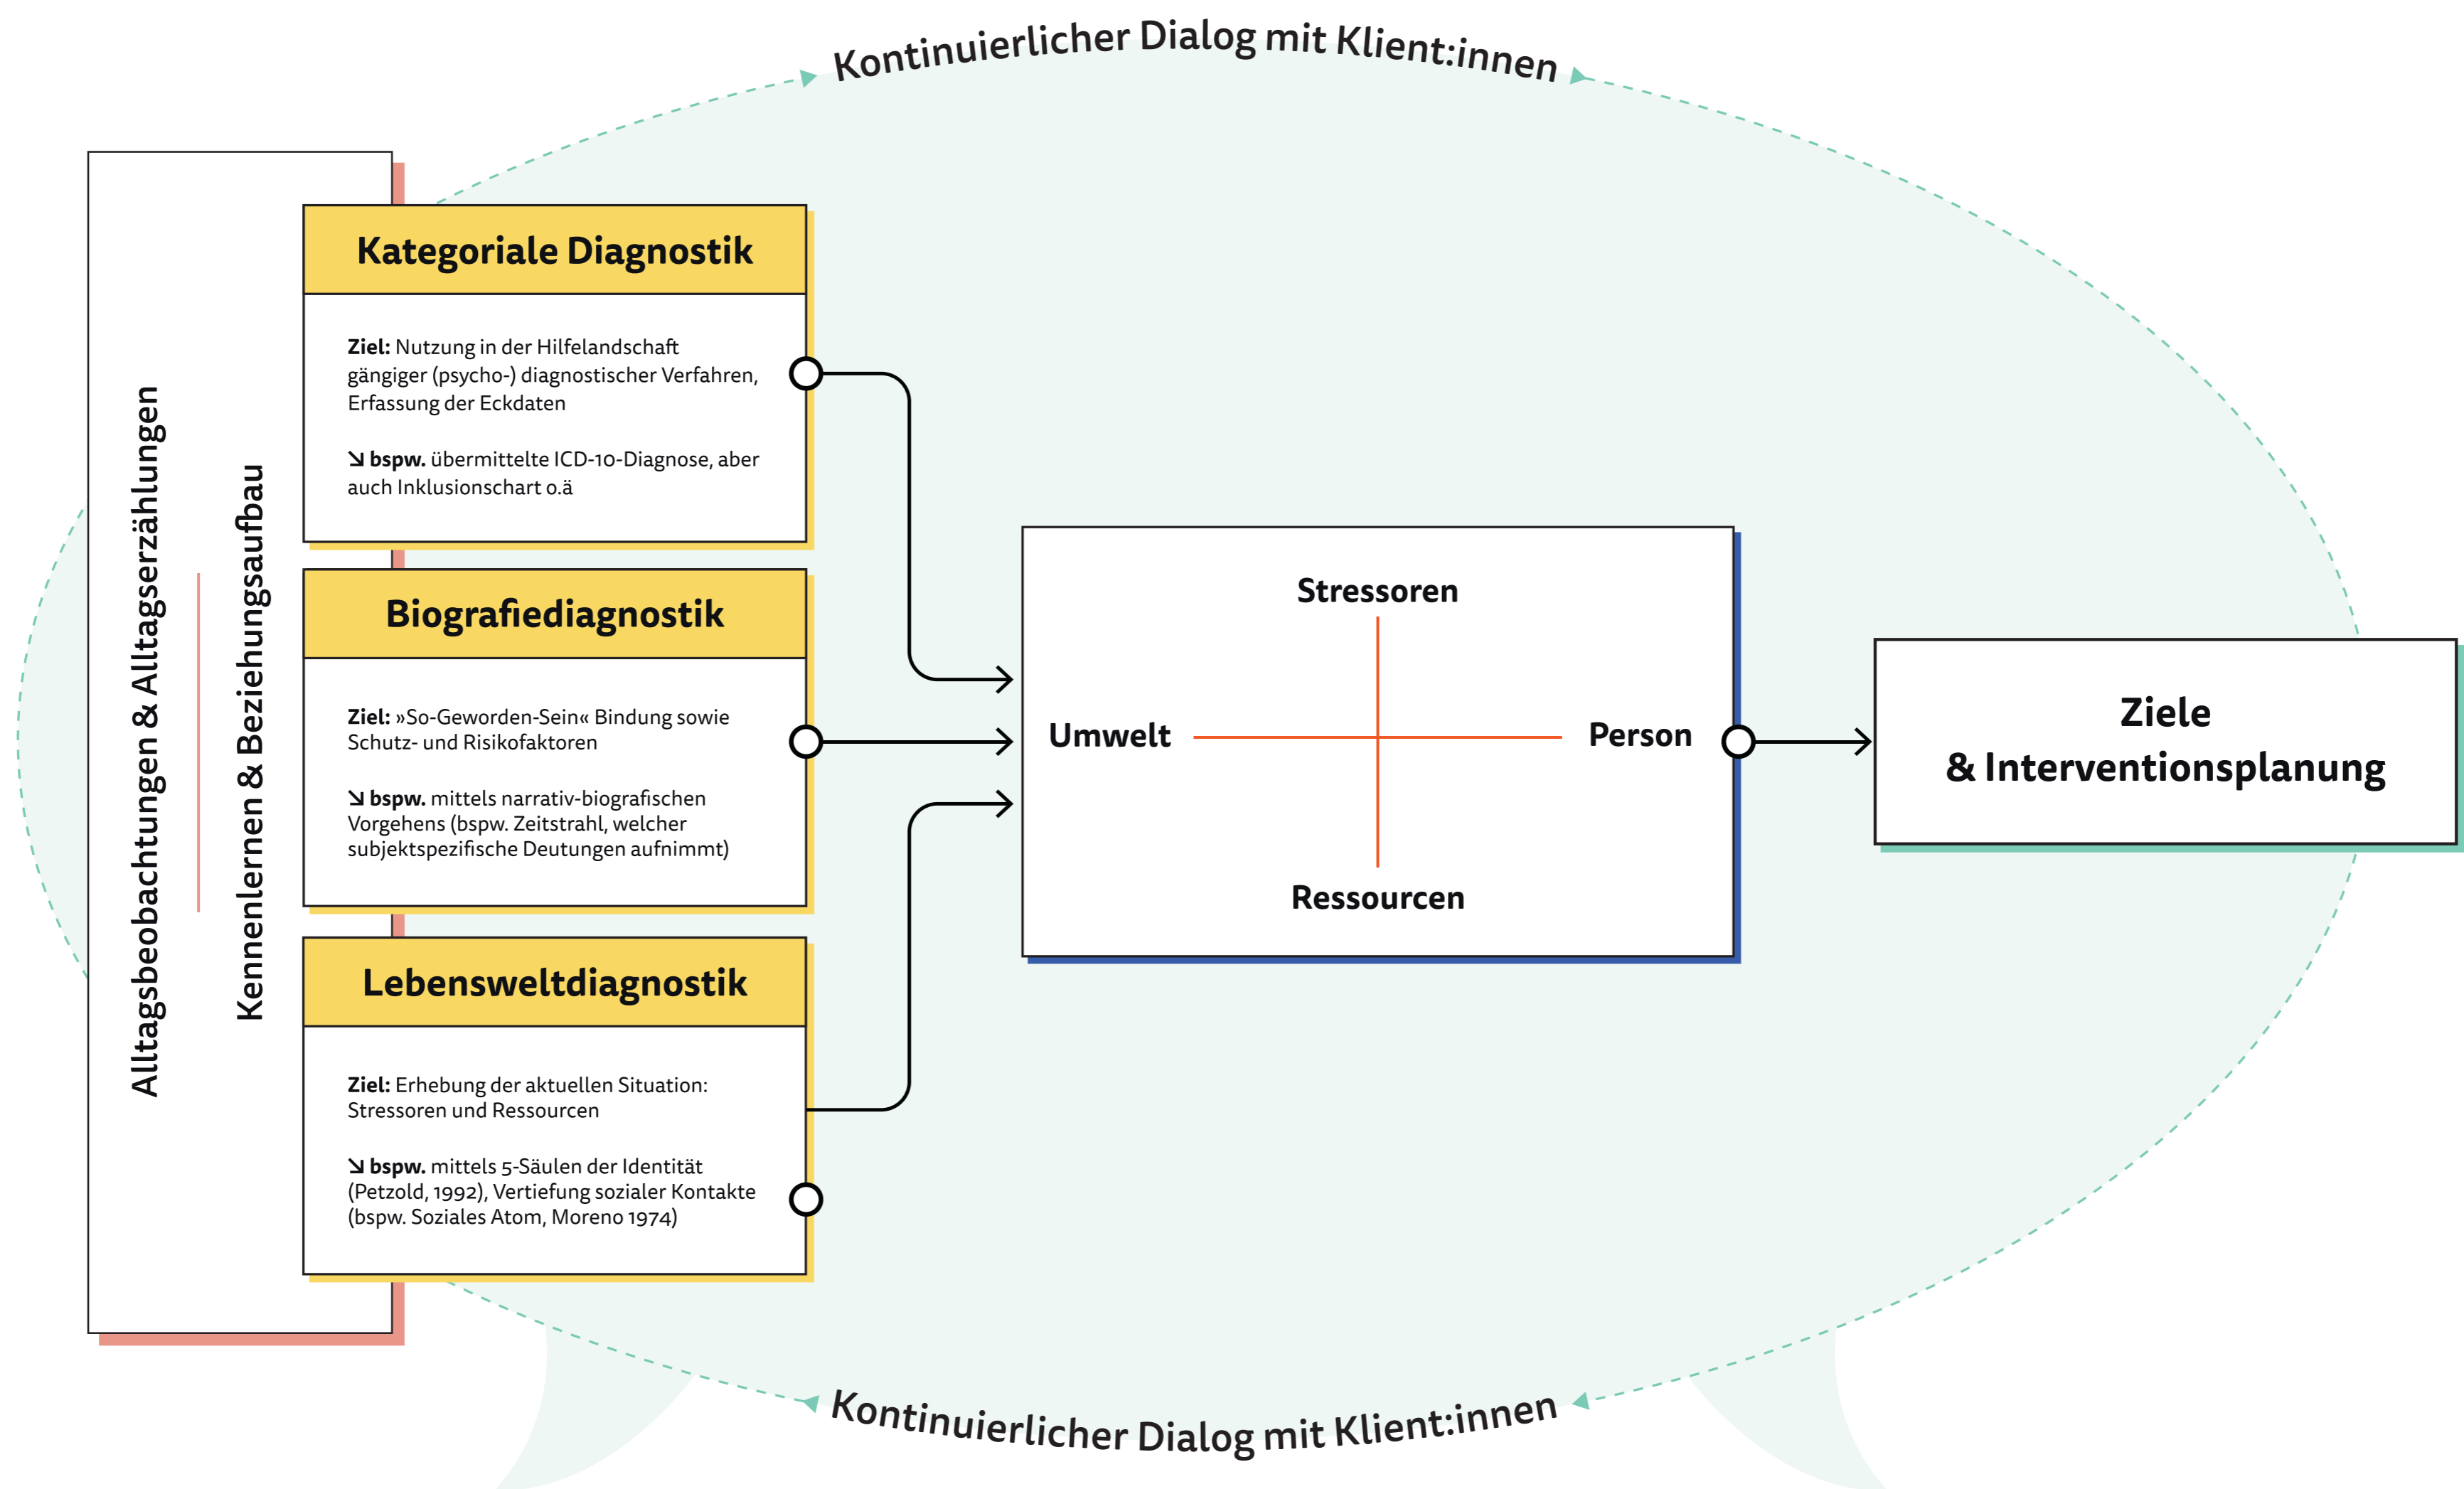 Kontinuierlicher Dialog mit Klient:innen
Alltagsbeobachtungen & Alltagserzählungen
Kennenlernen & Beziehungsaufbau
Kategoriale Diagnostik
Ziel: Nutzung in der Hilfelandschaft
gängiger (psycho-) diagnostischer Verfahren,
Erfassung der Eckdaten
↘ bspw. übermittelte ICD-10-Diagnose, aber
auch Inklusionschart o.ä
Biografiediagnostik
Ziel: »So-Geworden-Sein« Bindung sowie
Schutz- und Risikofaktoren
↘ bspw. mittels narrativ-biografischen
Vorgehens (bspw. Zeitstrahl, welcher
subjektspezifische Deutungen aufnimmt)
Lebensweltdiagnostik
Ziel: Erhebung der aktuellen Situation:
Stressoren und Ressourcen
↘ bspw. mittels 5-Säulen der Identität
(Petzold, 1992), Vertiefung sozialer Kontakte
(bspw. Soziales Atom, Moreno 1974)
Stressoren
Umwelt
Person
Ressourcen
Ziele
& Interventionsplanung
Kontinuierlicher Dialog mit Klient:innen